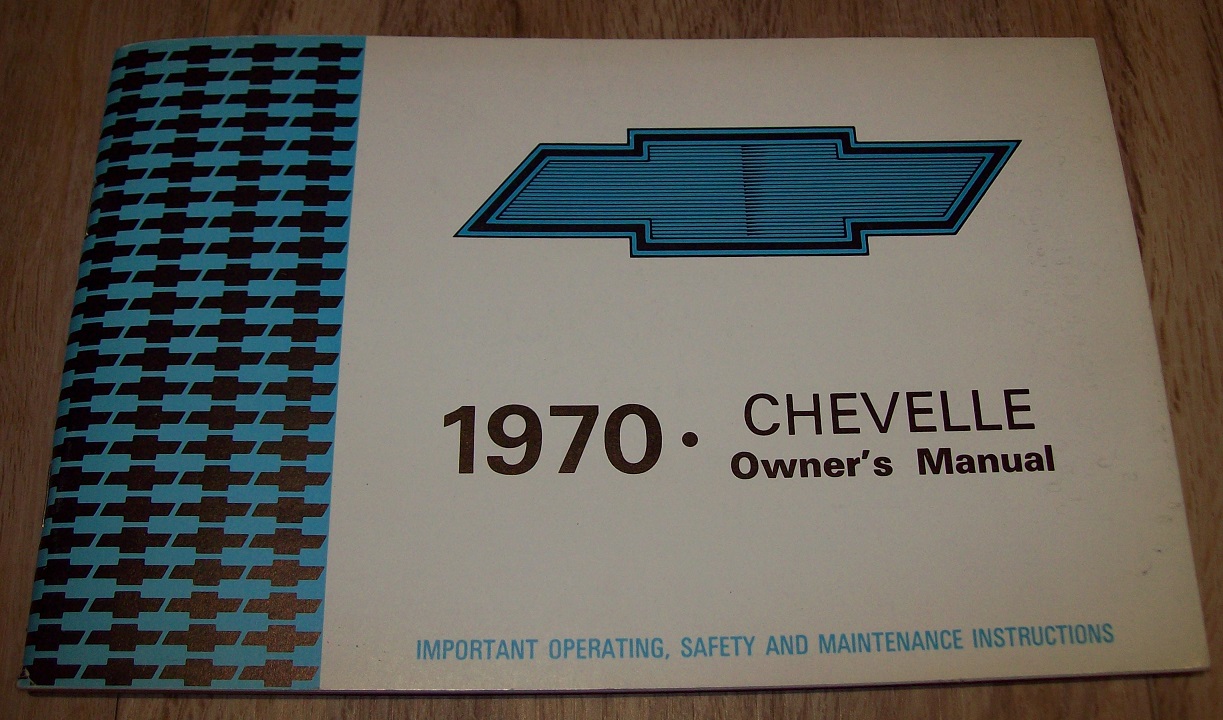 1970 • CHEVELLE
Owner's Manual
IMPORTANT OPERATING, SAFETY AND MAINTENANCE INSTRUCTIONS